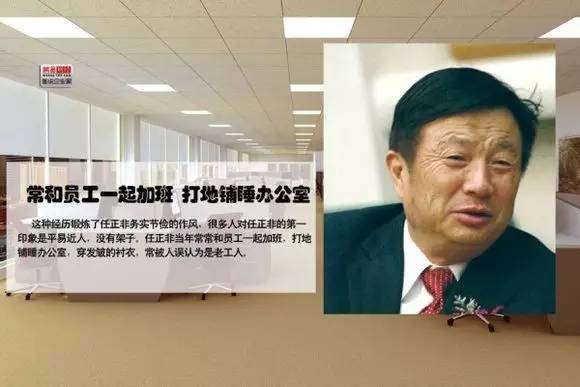 常和员工一起加班 打地铺睡办公室
这种经历锻炼了任正非务实节俭的作风，很多人对任正非的第一
印象是平易近人，没有架子。任正非当年常常和员工一起加班，打地
铺睡办公室，穿发皱的衬衣，常被人误认为是老工人。